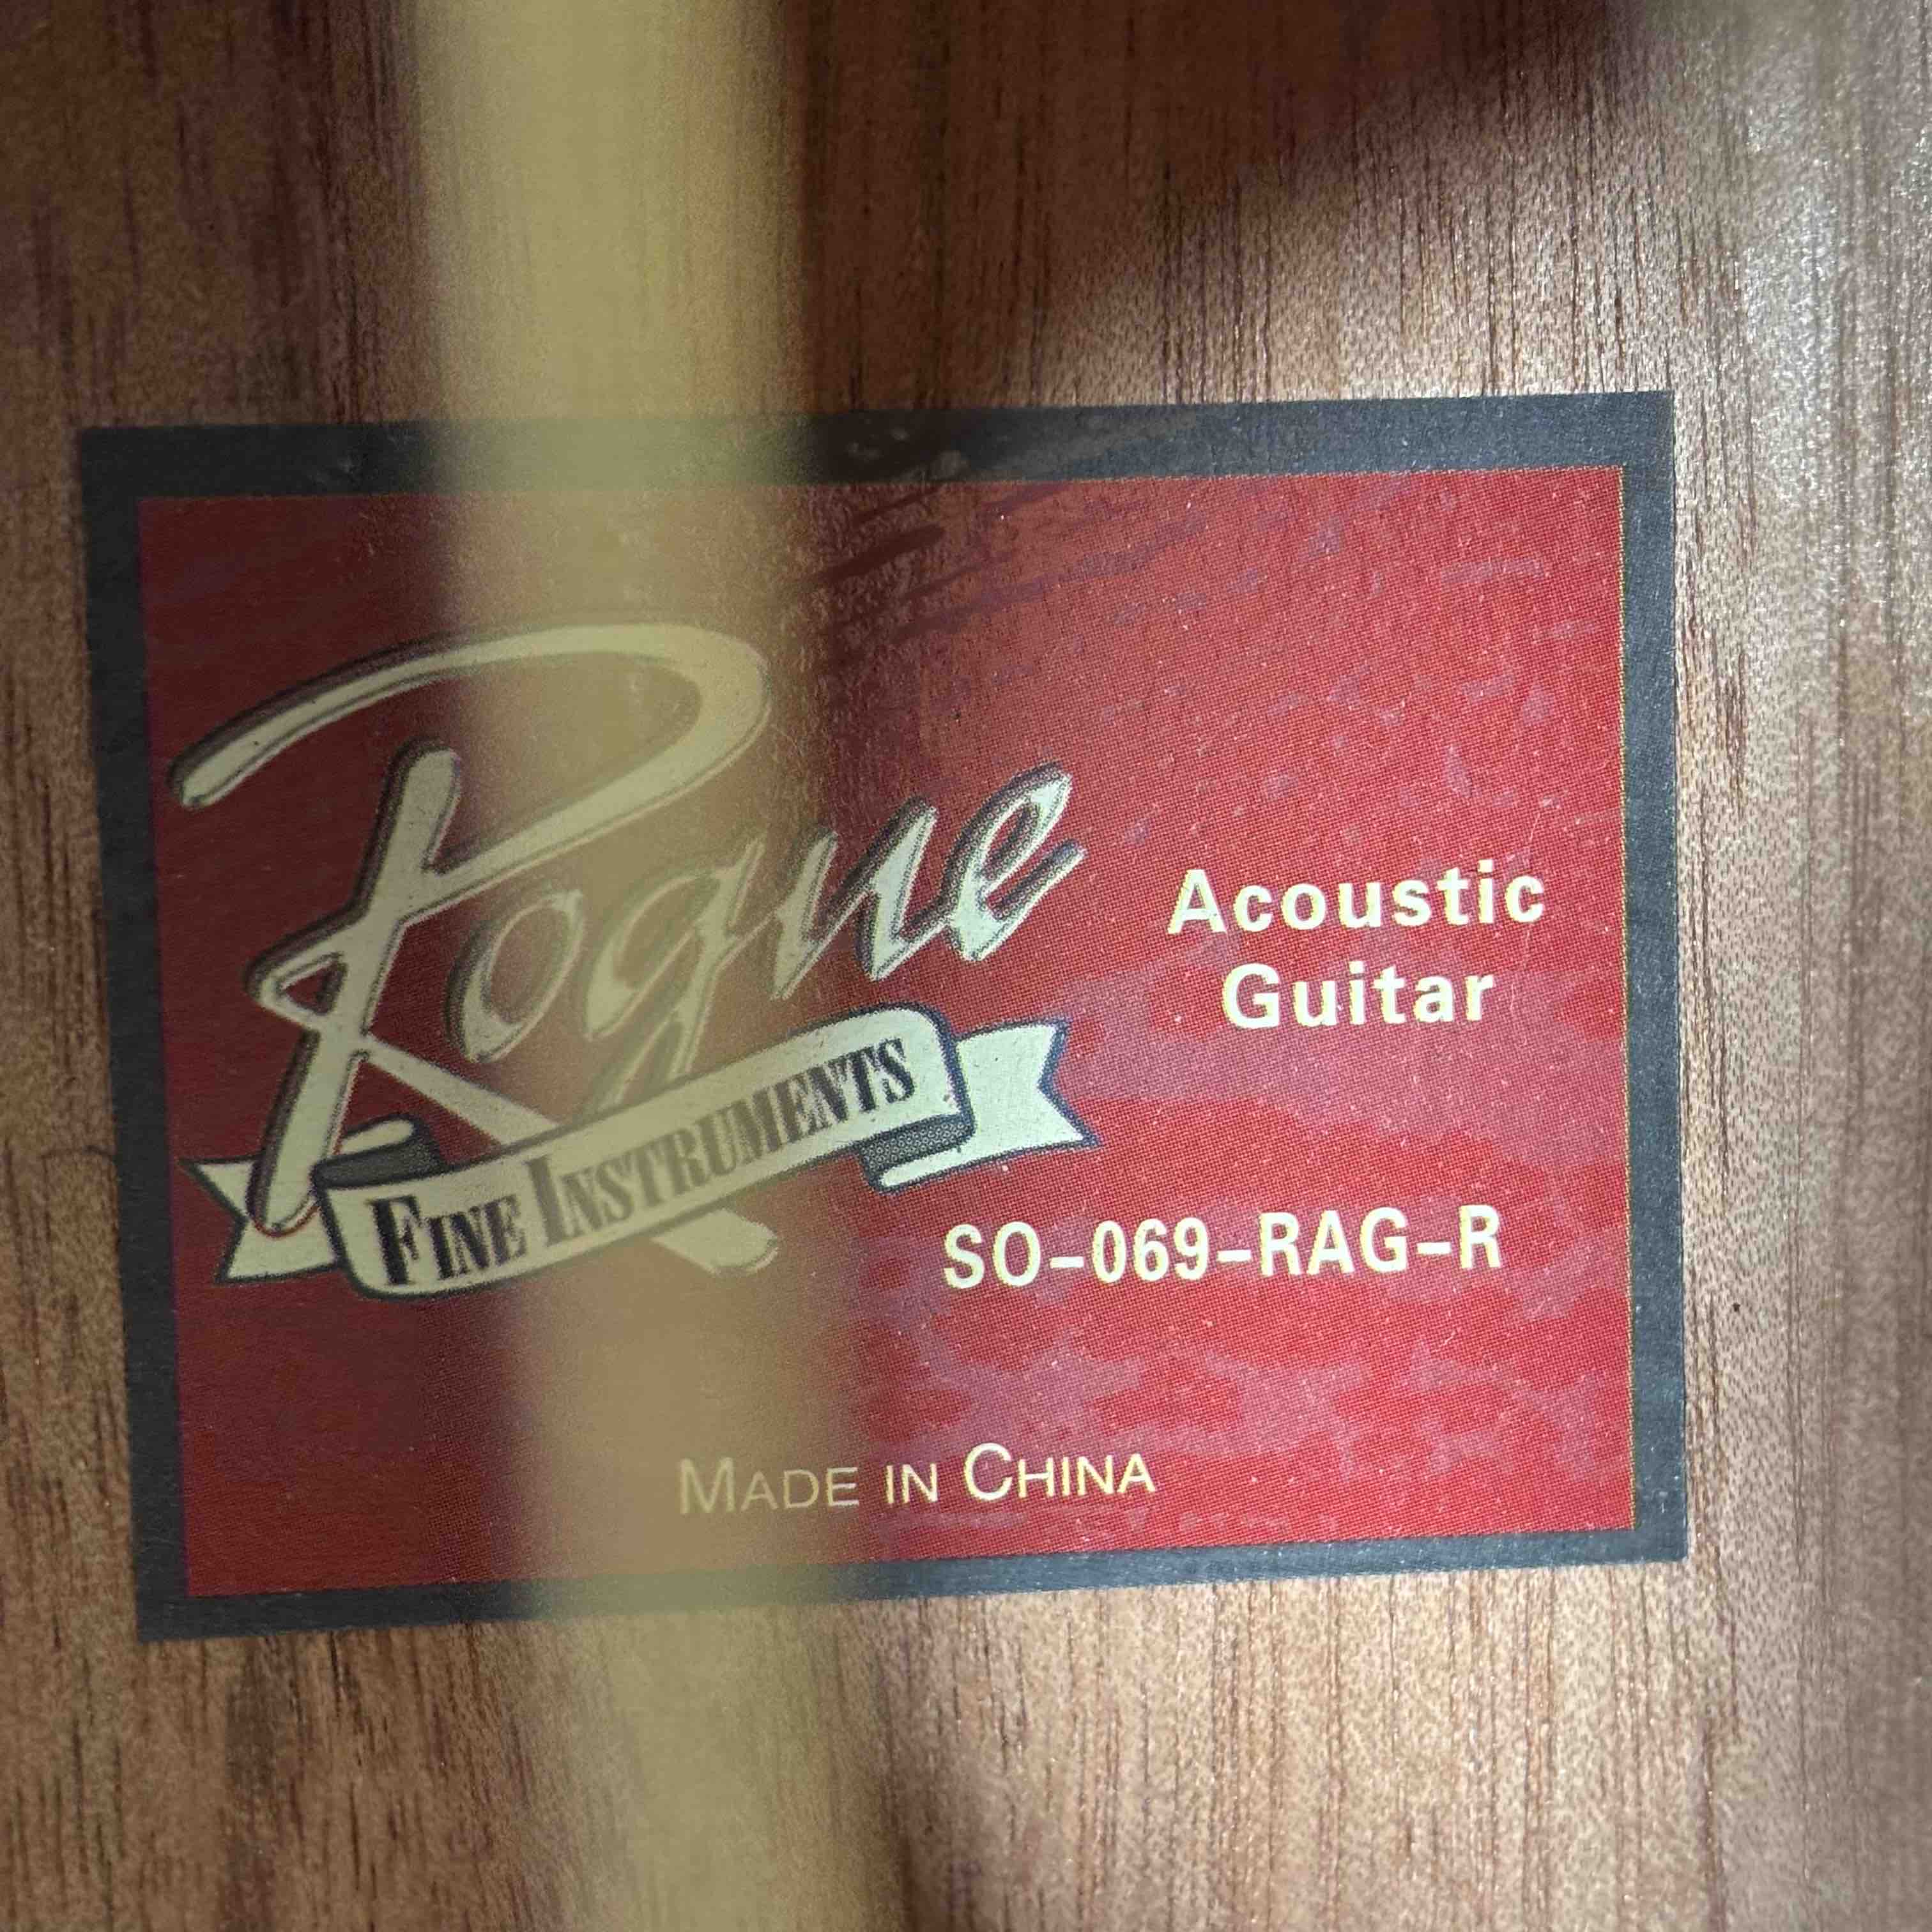 Rogue
FINE INSTRUMENTS
Acoustic
Guitar
SO-069-RAG-R
MADE IN CHINA